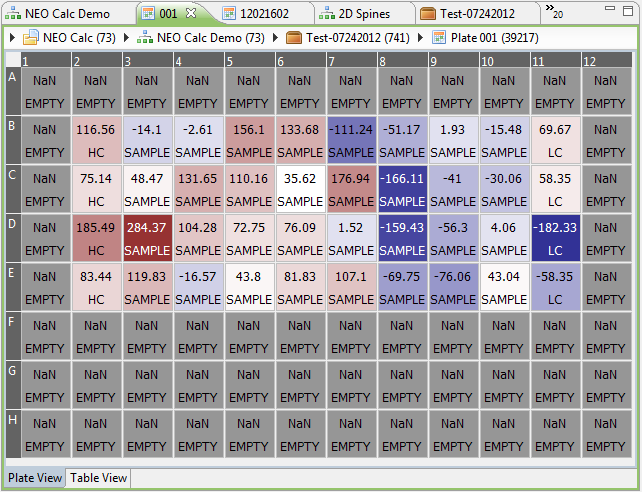 NEO Calc Demo 001 12021602 2D Spines Test-07242012 »20
NEO Calc (73) NEO Calc Demo (73) Test-07242012 (741) Plate 001 (39217)
1 2 3 4 5 6 7 8 9 10 11 12
A NaN NaN NaN NaN NaN NaN NaN NaN NaN NaN NaN NaN
EMPTY EMPTY EMPTY EMPTY EMPTY EMPTY EMPTY EMPTY EMPTY EMPTY EMPTY EMPTY
B NaN 116.56 -14.1 -2.61 156.1 133.68 -111.24 -51.17 1.93 -15.48 69.67 NaN
EMPTY HC SAMPLE SAMPLE SAMPLE SAMPLE SAMPLE SAMPLE SAMPLE SAMPLE LC EMPTY
C NaN 75.14 48.47 131.65 110.16 35.62 176.94 -166.11 -41 -30.06 58.35 NaN
EMPTY HC SAMPLE SAMPLE SAMPLE SAMPLE SAMPLE SAMPLE SAMPLE SAMPLE LC EMPTY
D NaN 185.49 284.37 104.28 72.75 76.09 1.52 -159.43 -56.3 4.06 -182.33 NaN
EMPTY HC SAMPLE SAMPLE SAMPLE SAMPLE SAMPLE SAMPLE SAMPLE SAMPLE LC EMPTY
E NaN 83.44 119.83 -16.57 43.8 81.83 107.1 -69.75 -76.06 43.04 -58.35 NaN
EMPTY HC SAMPLE SAMPLE SAMPLE SAMPLE SAMPLE SAMPLE SAMPLE SAMPLE LC EMPTY
F NaN NaN NaN NaN NaN NaN NaN NaN NaN NaN NaN NaN
EMPTY EMPTY EMPTY EMPTY EMPTY EMPTY EMPTY EMPTY EMPTY EMPTY EMPTY EMPTY
G NaN NaN NaN NaN NaN NaN NaN NaN NaN NaN NaN NaN
EMPTY EMPTY EMPTY EMPTY EMPTY EMPTY EMPTY EMPTY EMPTY EMPTY EMPTY EMPTY
H NaN NaN NaN NaN NaN NaN NaN NaN NaN NaN NaN NaN
EMPTY EMPTY EMPTY EMPTY EMPTY EMPTY EMPTY EMPTY EMPTY EMPTY EMPTY EMPTY
Plate View Table View